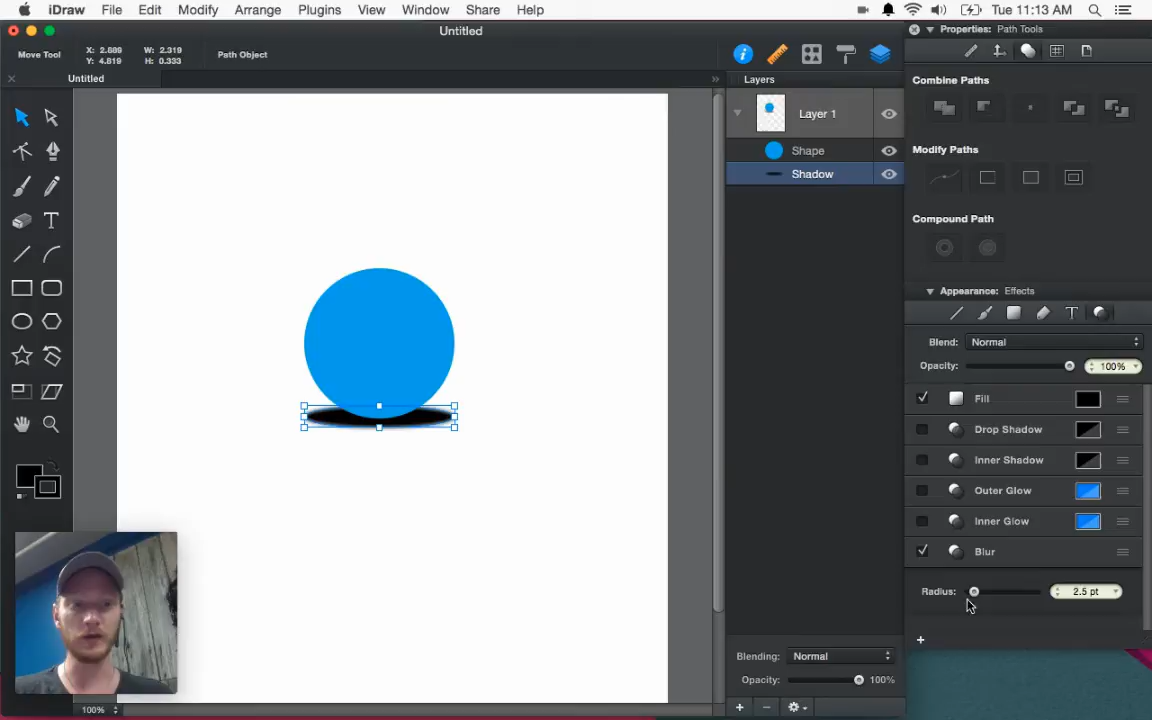 iDraw File Edit Modify Arrange Plugins View Window Share Help Tue 11:13 AM
Untitled
Properties: Path Tools
Move Tool X: 2.889 W: 2.319 Path Object
Y: 4.819 H: 0.333
Untitled
Layers
Layer 1
Shape
Shadow
Combine Paths
Modify Paths
Compound Path
Appearance: Effects
T
Blend: Normal
Opacity: 100%
Fill
Drop Shadow
Inner Shadow
Outer Glow
Inner Glow
Blur
Radius: 2.5 pt
Blending: Normal
Opacity: 100%
100%